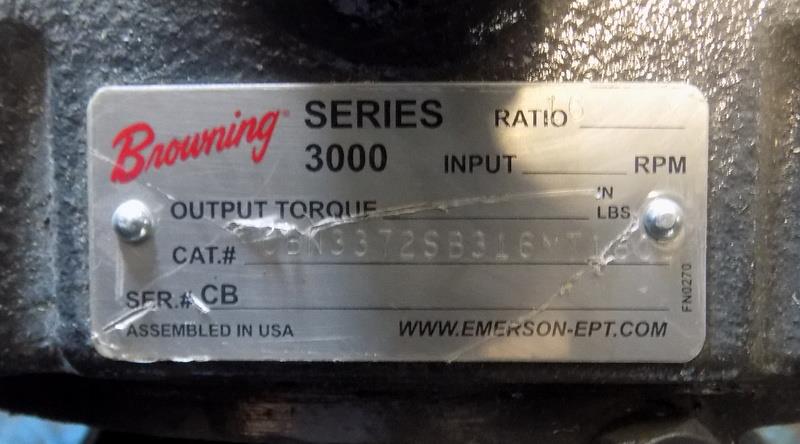 Browning SERIES 3000
RATIO 16
INPUT RPM
OUTPUT TORQUE IN LBS
CAT.#
SER.# CB
ASSEMBLED IN USA
WWW.EMERSON-EPT.COM
FN0270